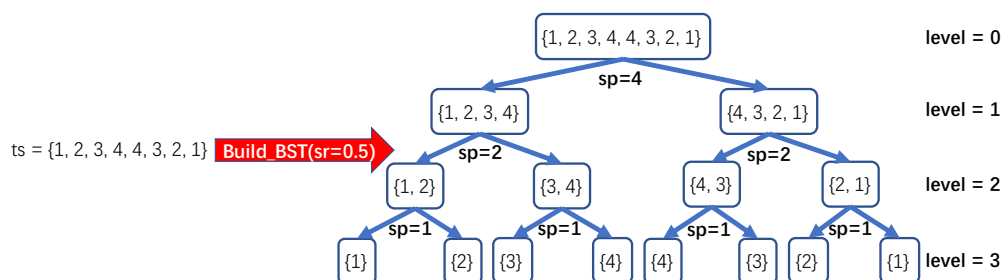 {1, 2, 3, 4, 4, 3, 2, 1}
level = 0
sp=4
{1, 2, 3, 4}
{4, 3, 2, 1}
level = 1
ts = {1, 2, 3, 4, 4, 3, 2, 1}
Build_BST(sr=0.5)
sp=2
sp=2
{1, 2}
{3, 4}
{4, 3}
{2, 1}
level = 2
sp=1
sp=1
sp=1
sp=1
{1}
{2}
{3}
{4}
{4}
{3}
{2}
{1}
level = 3